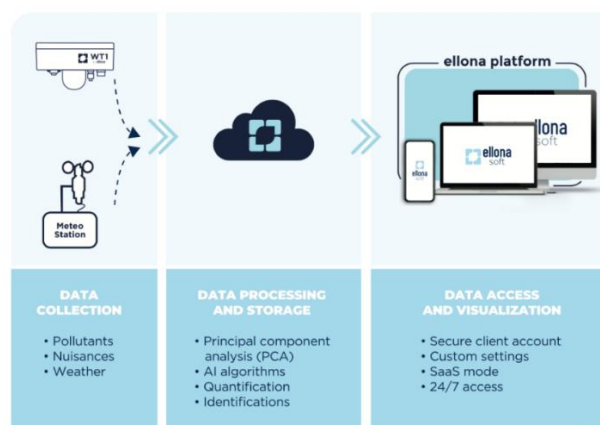 WT1
Meteo
Station
ellona platform
ellona
soft
ellona
soft
llona
soft
DATA
COLLECTION
• Pollutants
• Nuisances
• Weather
DATA PROCESSING
AND STORAGE
• Principal component
analysis (PCA)
• AI algorithms
• Quantification
• Identifications
DATA ACCESS
AND VISUALIZATION
• Secure client account
• Custom settings
• SaaS mode
• 24/7 access